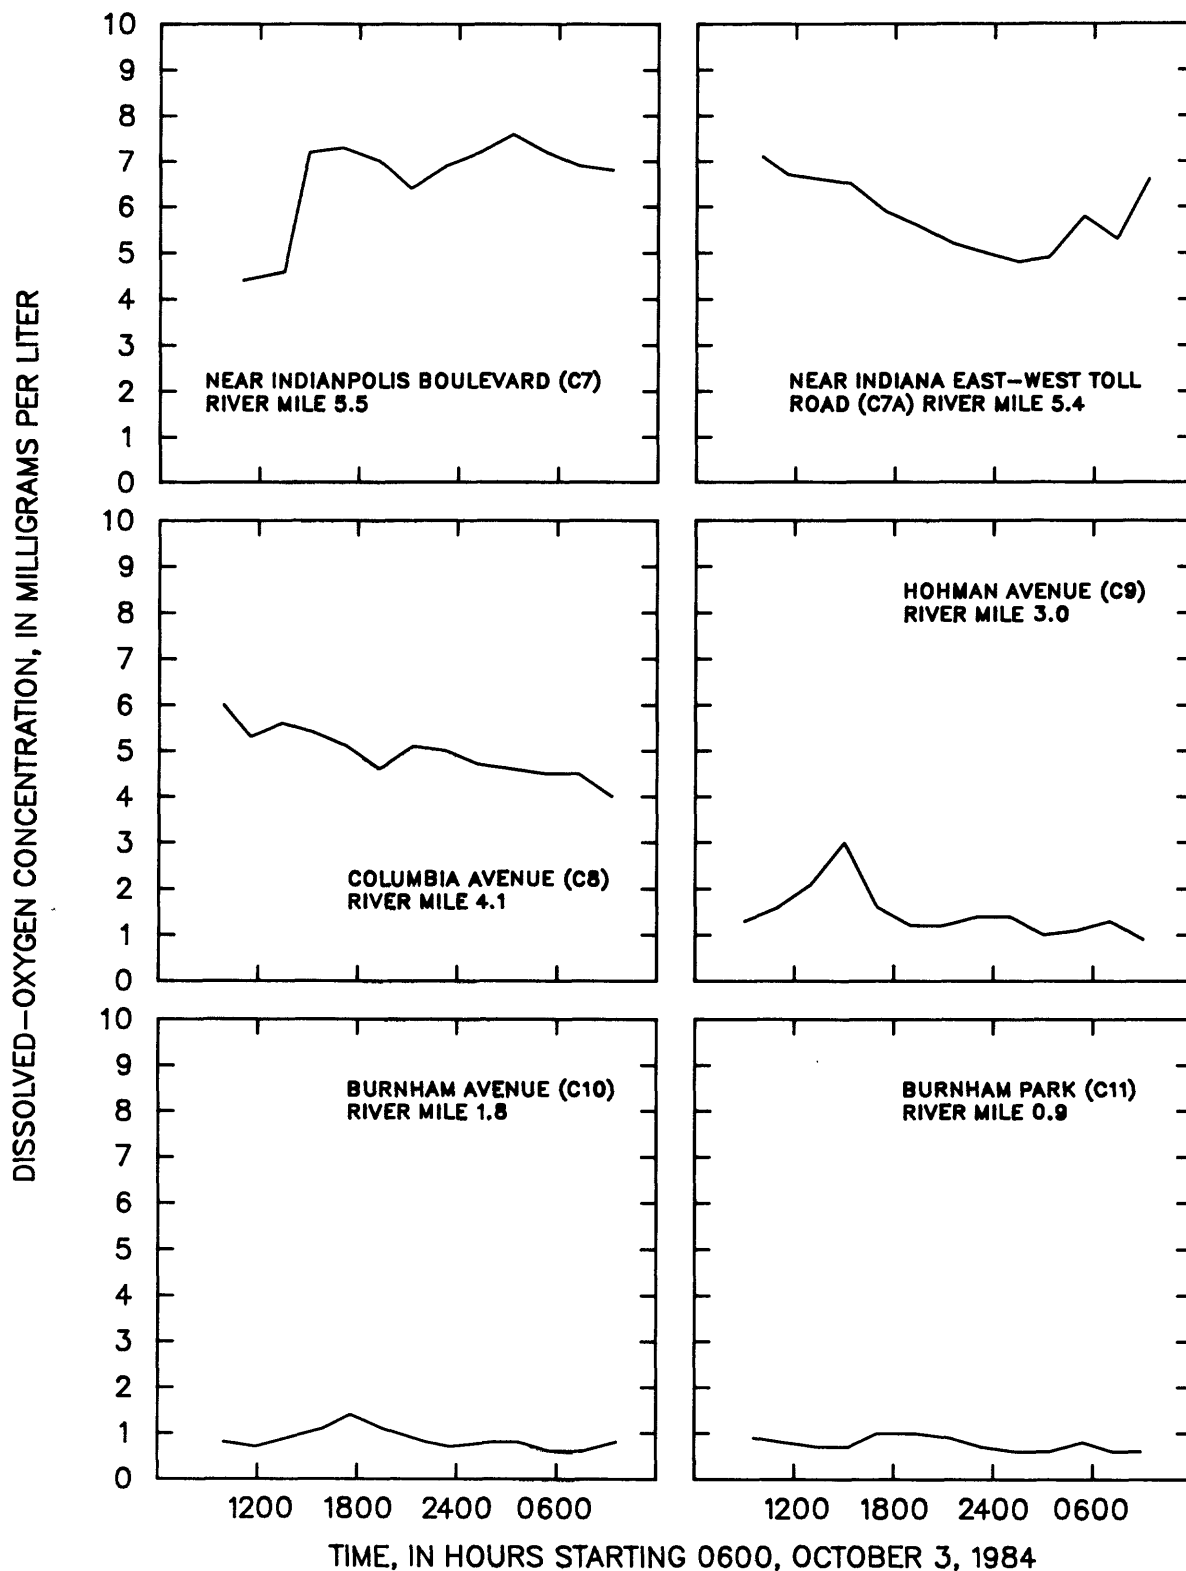 DISSOLVED-OXYGEN CONCENTRATION, IN MILLIGRAMS PER LITER
10
9
8
7
6
5
4
3
2
1
0
NEAR INDIANPOLIS BOULEVARD (C7)
RIVER MILE 5.5
NEAR INDIANA EAST-WEST TOLL
ROAD (C7A) RIVER MILE 5.4
10
9
8
7
6
5
4
3
2
1
0
COLUMBIA AVENUE (C8)
RIVER MILE 4.1
HOHMAN AVENUE (C9)
RIVER MILE 3.0
10
9
8
7
6
5
4
3
2
1
0
BURNHAM AVENUE (C10)
RIVER MILE 1.8
BURNHAM PARK (C11)
RIVER MILE 0.9
1200 1800 2400 0600
1200 1800 2400 0600
TIME, IN HOURS STARTING 0600, OCTOBER 3, 1984